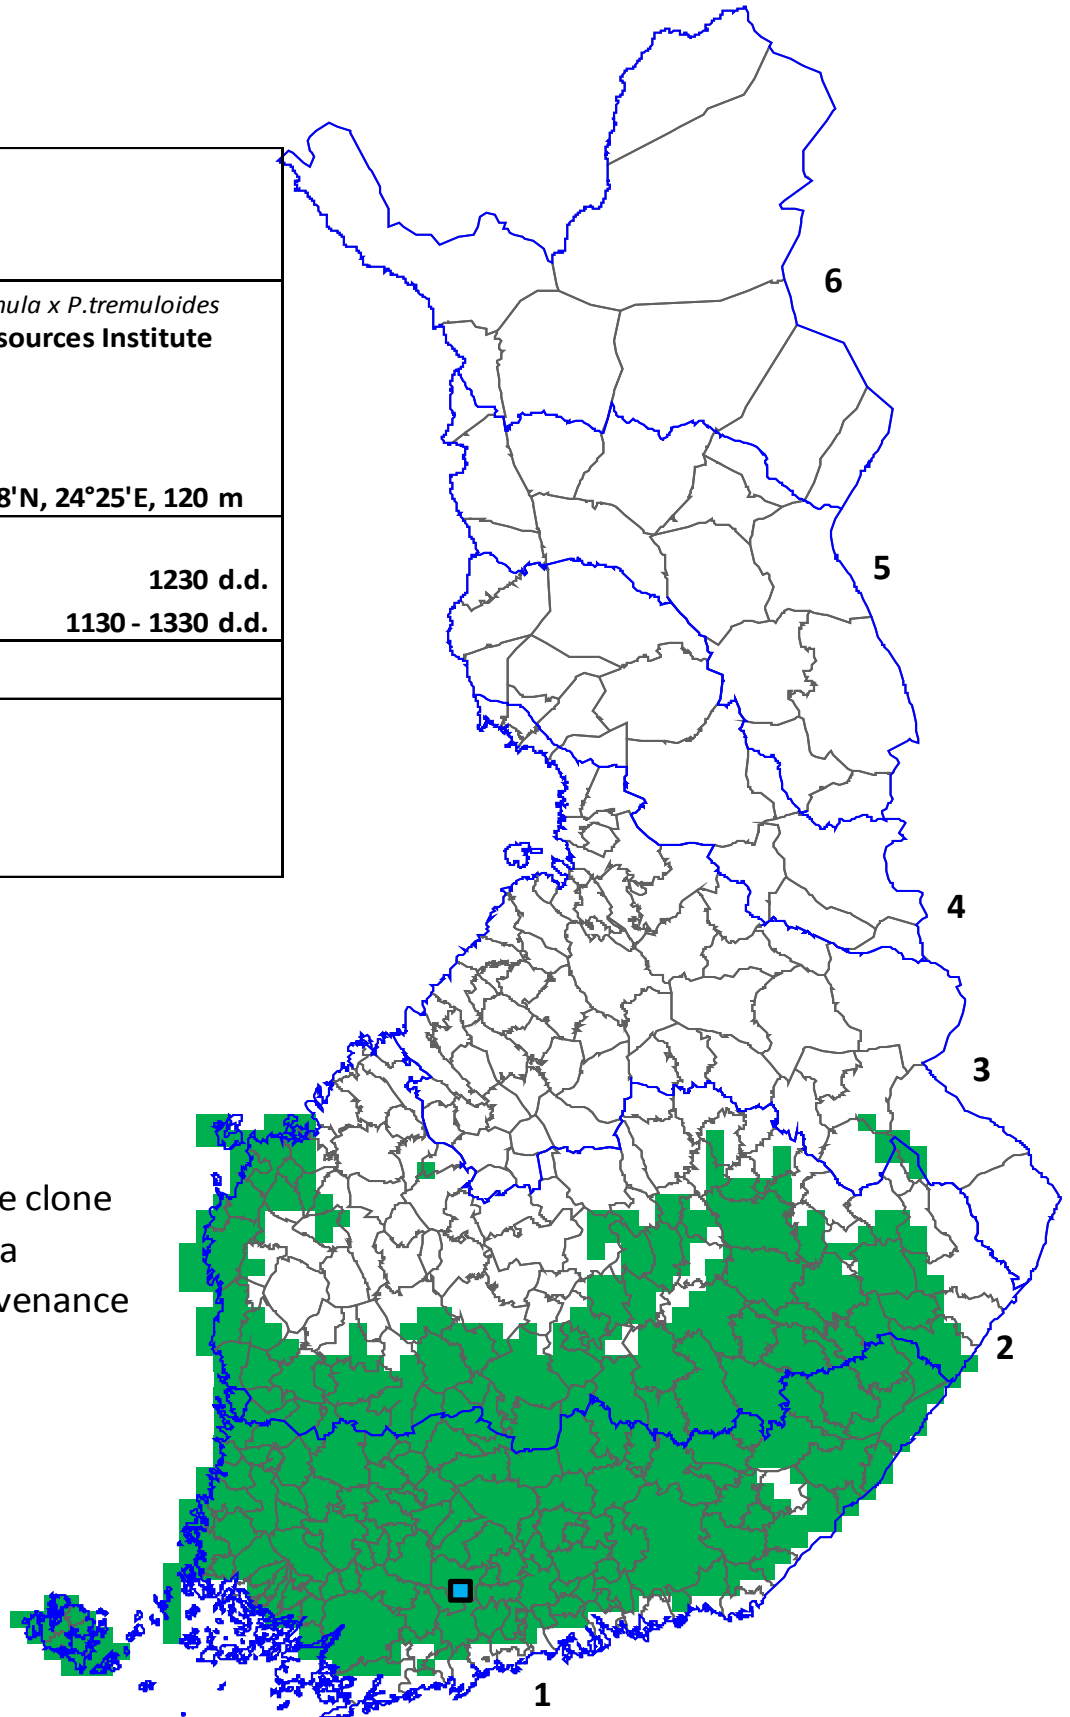 nula x P.tremuloides
sources Institute
8'N, 24°25'E, 120 m
1230 d.d.
1130 - 1330 d.d.
6
5
4
3
e clone
a
venance
2
1